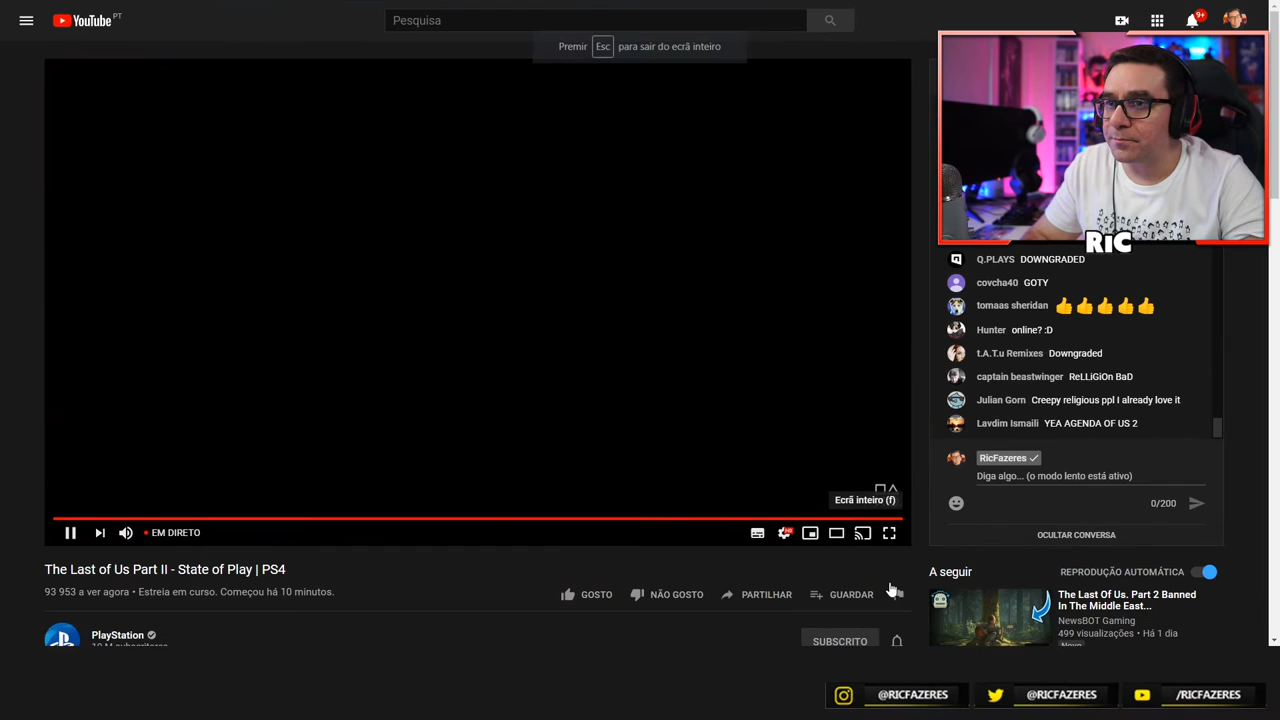 YouTube PT
Pesquisa
9+
Premir Esc para sair do ecrã inteiro
RIC
Q.PLAYS DOWNGRADED
covcha40 GOTY
tomaas sheridan 👍👍👍👍👍
Hunter online? :D
t.A.T.u Remixes Downgraded
captain beastwinger ReLLiGiOn BaD
Julian Gorn Creepy religious ppl I already love it
Lavdim Ismaili YEA AGENDA OF US 2
RicFazeres
Diga algo... (o modo lento está ativo)
0/200
OCULTAR CONVERSA
Ecrã inteiro (f)
EM DIRETO
The Last of Us Part II - State of Play | PS4
93 953 a ver agora • Estreia em curso. Começou há 10 minutos.
GOSTO NÃO GOSTO PARTILHAR GUARDAR
PlayStation
SUBSCRITO
A seguir REPRODUÇÃO AUTOMÁTICA
The Last Of Us. Part 2 Banned
In The Middle East...
NewsBOT Gaming
499 visualizações • Há 1 dia
Novo
@RICFAZERES @RICFAZERES /RICFAZERES